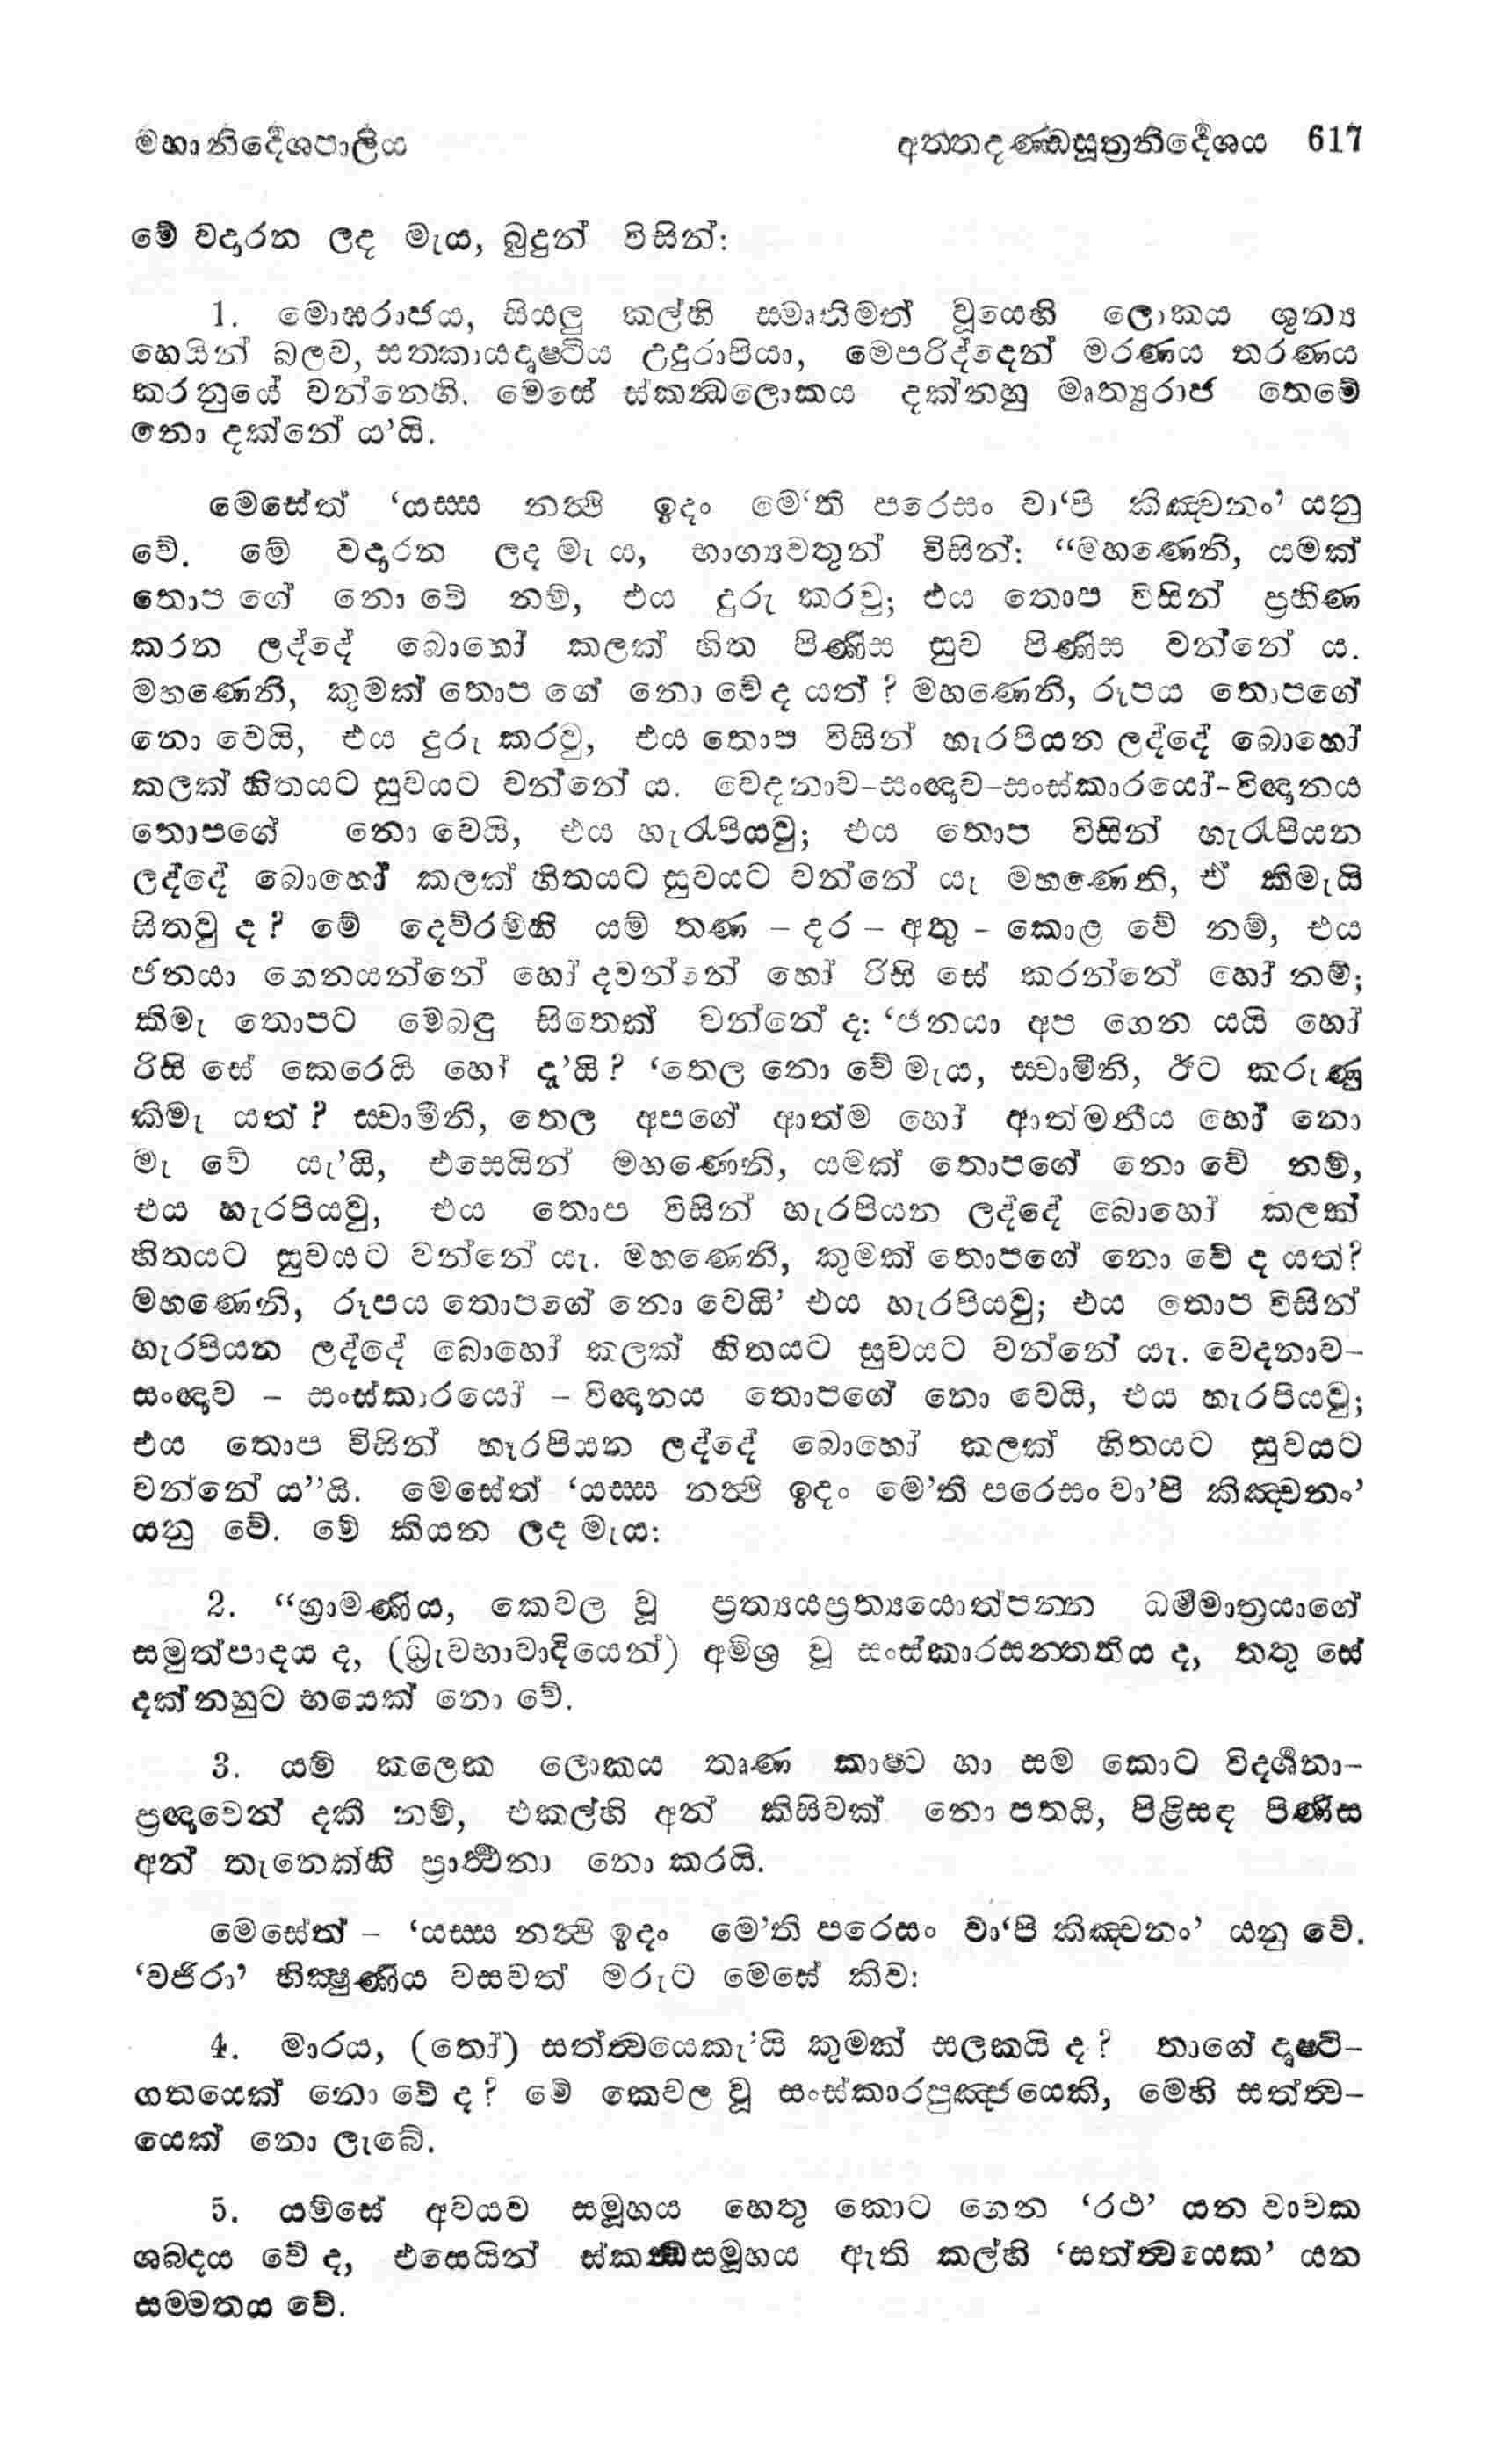 මහානිර්‍දේශපාලිය	අත්තදණ්ඩසූත්‍රනිර්‍දේශය 617
මේ වදාරන ලද මැය, බුදුන් විසින්:
1. මොඝරාජය, සියලු කල්හි සමෘතිමත් වූයෙහි ලොකය ශූන්‍ය
හෙයින් බලව, සත්කායදෘෂ්ටිය උදුරාපියා, මෙපරිද්දෙන් මරණය තරණය
කරනුයේ වන්නෙහි. මෙසේ ස්කන්ධලොකය දක්නහු මෘත්‍යුරාජ තෙමේ
නො දක්නේ ය’යි.
මෙසේත් ‘යස්ස නත්ථි ඉදං මෙ‘ති පරෙසං වා‘පි කිඤ්චනං’ යනු
වේ. මේ වදාරන ලද මැ ය, භාග්‍යවතුන් විසින්: “මහණෙනි, යමක්
තොප ගේ නො වේ නම්, එය දුරු කරවු; එය තොප විසින් ප්‍රහීණ
කරන ලද්දේ බොහෝ කලක් හිත පිණිස සුව පිණිස වන්නේ ය.
මහණෙනි, කුමක් තොප ගේ නො වේ ද යත් ? මහණෙනි, රූපය තොපගේ
නො වෙයි, එය දුරු කරවු, එය තොප විසින් හැරපියන ලද්දේ බොහෝ
කලක් හිතයට සුවයට වන්නේ ය. වෙදනාව–සංඥාව–සංස්කාරයෝ–විඥානය
තොපගේ නො වෙයි, එය හැරැපියවු; එය තොප විසින් හැරැපියන
ලද්දේ බොහෝ කලක් හිතයට සුවයට වන්නේ යැ මහණෙනි, ඒ කිමැයි
සිතවු ද ? මේ දෙව්රම්හි යම් තණ – දර – අතු – කොළ වේ නම්, එය
ජනයා ගෙනයන්නේ හෝ දවන්නේ හෝ රිසි සේ කරන්නේ හෝ නම්;
කිමැ තොපට මෙබඳු සිතෙක් වන්නේ ද: ‘ජනයා අප ගෙන යයි හෝ
රිසි සේ කෙරෙයි හෝ දැ’යි ? ‘තෙල නො වේ මැය, ස්වාමීනි, ඊට කරුණු
කිමැ යත් ? ස්වාමීනි, තෙල අපගේ ආත්ම හෝ ආත්මනීය හෝ නො
මැ වේ යැ’යි, එසෙයින් මහණෙනි, යමක් තොපගේ නො වේ නම්,
එය හැරපියවු, එය තොප විසින් හැරපියන ලද්දේ බොහෝ කලක්
හිතයට සුවයට වන්නේ යැ. මහණෙනි, කුමක් තොපගේ නො වේ ද යත්?
මහණෙනි, රූපය තොපගේ නො වෙයි’ එය හැරපියවු; එය තොප විසින්
හැරපියන ලද්දේ බොහෝ කලක් හිතයට සුවයට වන්නේ යැ. වෙදනාව–
සංඥාව – සංස්කාරයෝ – විඥානය තොපගේ නො වෙයි, එය හැරපියවු;
එය තොප විසින් හැරපියන ලද්දේ බොහෝ කලක් හිතයට සුවයට
වන්නේ ය”යි. මෙසේත් ‘යස්ස නත්ථි ඉදං මෙ’ති පරෙසං වා’පි කිඤ්චනං’
යනු වේ. මේ කියන ලද මැය:
2. “ග්‍රාමණිය, කෙවල වූ ප්‍රත්‍යයප්‍රත්‍යයොත්පන්න ධර්‍මමාත්‍රයාගේ
සමුත්පාදය ද, (ධ්‍රැවභාවාදියෙන්) අමිශ්‍ර වූ සංස්කාරසන්තතිය ද, තතු සේ
දක්නහුට භයෙක් නො වේ.
3. යම් කලෙක ලොකය තෘණ කාෂ්ට හා සම කොට විදර්‍ශනා–
ප්‍රඥාවෙන් දකී නම්, එකල්හි අන් කිසිවක් නො පතයි, පිළිසඳ පිණිස
අන් තැනෙක්හි ප්‍රාර්‍ත්‍ථනා නො කරයි.
මෙසේත් – ‘යස්ස නත්ථි ඉදං මෙ’ති පරෙසං වා‘පි කිඤ්චනං’ යනු වේ.
‘වජිරා’ භික්ෂුණිය වසවත් මරුට මෙසේ කිව:
4. මාරය, (තෝ) සත්ත්වයෙකැ’යි කුමක් සලකයි ද ? තාගේ දෘෂ්ටි–
ගතයෙක් නො වේ ද ? මේ කෙවල වූ සංස්කාරපුඤ්ජයෙකි, මෙහි සත්ත්ව–
යෙක් නො ලැබේ.
5. යම්සේ අවයව සමූහය හෙතු කොට ගෙන ‘රථ’ යන වාචක
ශබ්දය වේ ද, එසෙයින් ස්කන්ධසමූහය ඇති කල්හි ‘සත්ත්වයෙක’ යන
සම්මතය වේ.